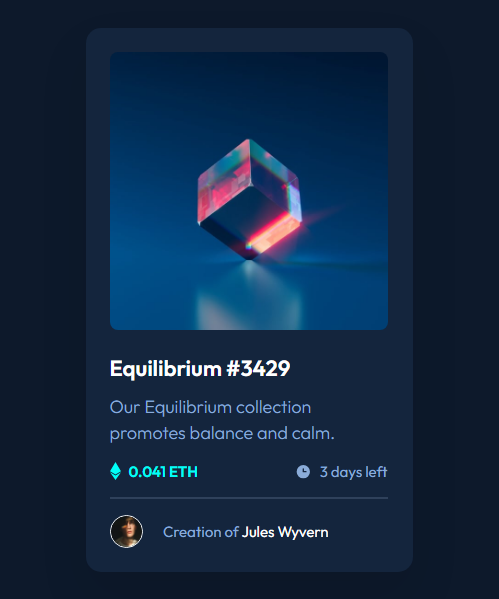 Equilibrium #3429
Our Equilibrium collection
promotes balance and calm.
0.041 ETH
3 days left
Creation of Jules Wyvern